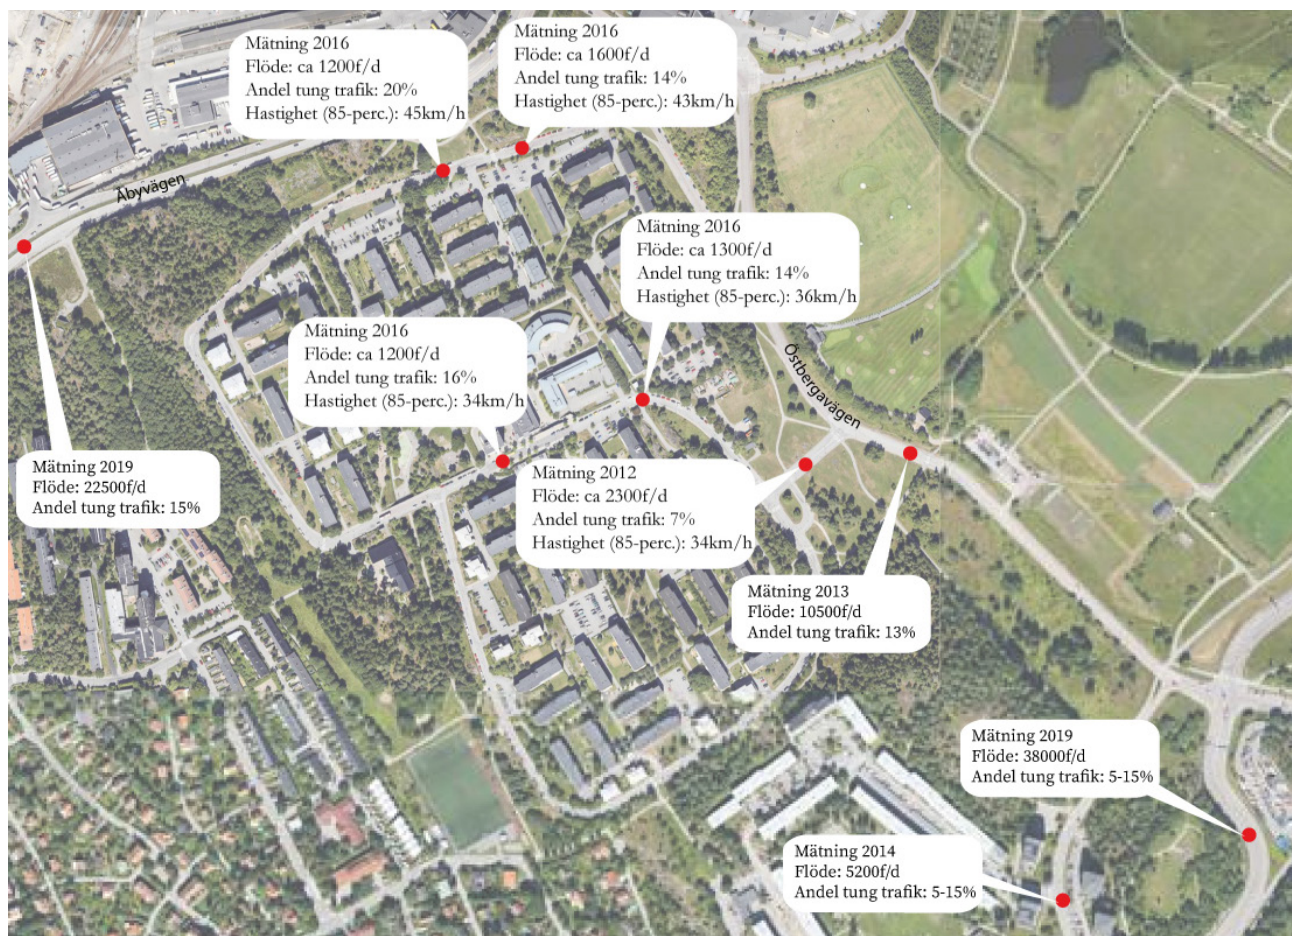 Mätning 2016
Flöde: ca 1200f/d
Andel tung trafik: 20%
Hastighet (85-perc.): 45km/h
Mätning 2016
Flöde: ca 1600f/d
Andel tung trafik: 14%
Hastighet (85-perc.): 43km/h
Åbyvägen
Mätning 2016
Flöde: ca 1300f/d
Andel tung trafik: 14%
Hastighet (85-perc.): 36km/h
Mätning 2016
Flöde: ca 1200f/d
Andel tung trafik: 16%
Hastighet (85-perc.): 34km/h
Östbergavägen
Mätning 2019
Flöde: 22500f/d
Andel tung trafik: 15%
Mätning 2012
Flöde: ca 2300f/d
Andel tung trafik: 7%
Hastighet (85-perc.): 34km/h
Mätning 2013
Flöde: 10500f/d
Andel tung trafik: 13%
Mätning 2019
Flöde: 38000f/d
Andel tung trafik: 5-15%
Mätning 2014
Flöde: 5200f/d
Andel tung trafik: 5-15%